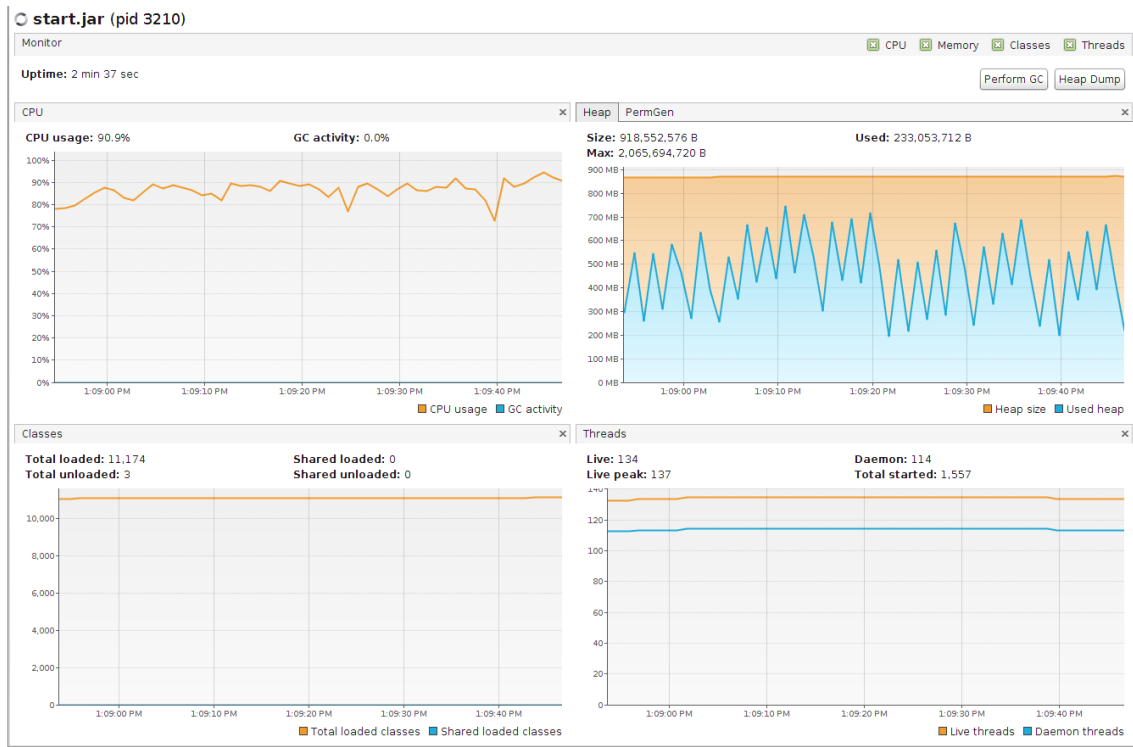 start.jar (pid 3210)
Monitor
CPU Memory Classes Threads
Uptime: 2 min 37 sec
Perform GC Heap Dump
CPU
CPU usage: 90.9% GC activity: 0.0%
100%
90%
80%
70%
60%
50%
40%
30%
20%
10%
0%
1:09:00 PM 1:09:10 PM 1:09:20 PM 1:09:30 PM 1:09:40 PM
CPU usage GC activity
Heap PermGen
Size: 918,552,576 B Used: 233,053,712 B
Max: 2,065,694,720 B
900 MB
800 MB
700 MB
600 MB
500 MB
400 MB
300 MB
200 MB
100 MB
0 MB
1:09:00 PM 1:09:10 PM 1:09:20 PM 1:09:30 PM 1:09:40 PM
Heap size Used heap
Classes
Total loaded: 11,174 Shared loaded: 0
Total unloaded: 3 Shared unloaded: 0
10,000
8,000
6,000
4,000
2,000
0
1:09:00 PM 1:09:10 PM 1:09:20 PM 1:09:30 PM 1:09:40 PM
Total loaded classes Shared loaded classes
Threads
Live: 134 Daemon: 114
Live peak: 137 Total started: 1,557
140
120
100
80
60
40
20
0
1:09:00 PM 1:09:10 PM 1:09:20 PM 1:09:30 PM 1:09:40 PM
Live threads Daemon threads